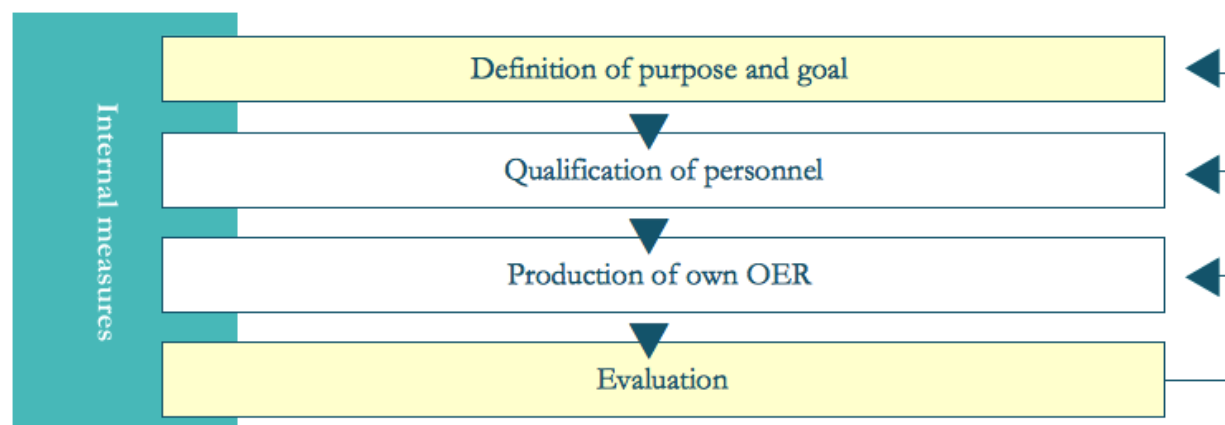 Internal measures
Definition of purpose and goal
Qualification of personnel
Production of own OER
Evaluation